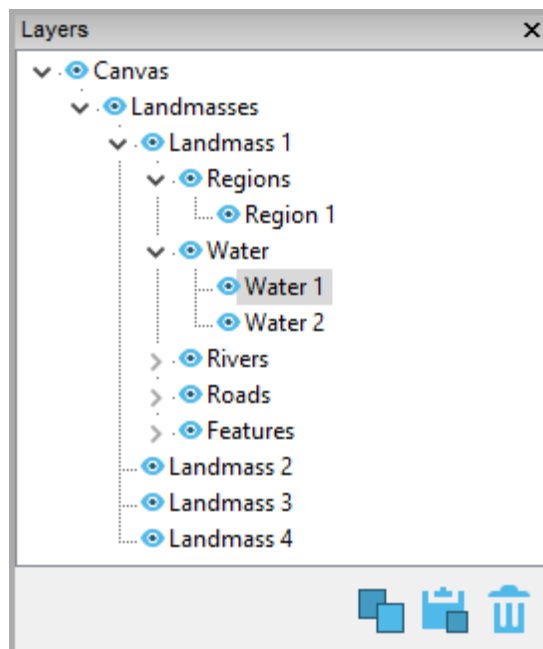 Layers
Canvas
Landmasses
Landmass 1
Regions
Region 1
Water
Water 1
Water 2
Rivers
Roads
Features
Landmass 2
Landmass 3
Landmass 4